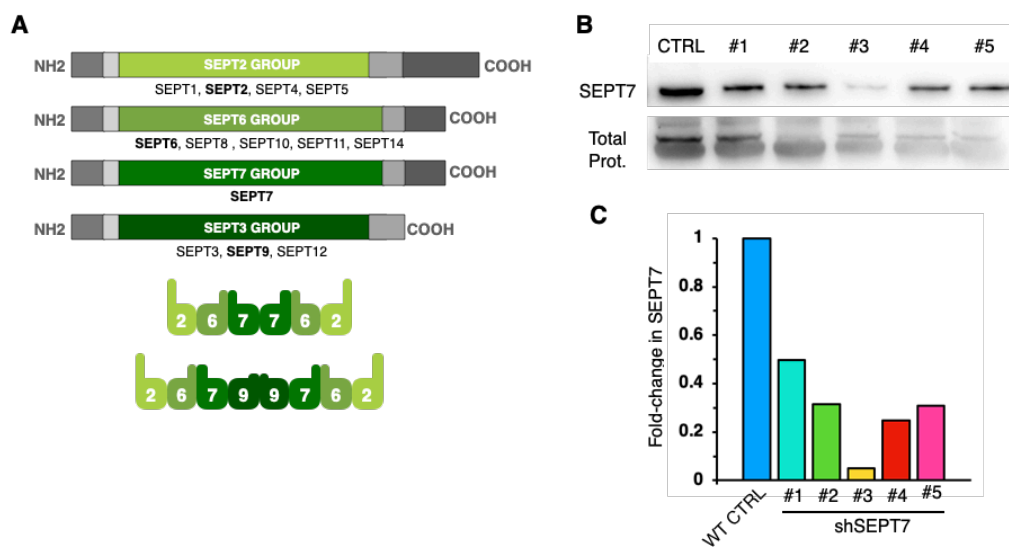 A
NH2 SEPT2 GROUP COOH
SEPT1, SEPT2, SEPT4, SEPT5
NH2 SEPT6 GROUP COOH
SEPT6, SEPT8 , SEPT10, SEPT11, SEPT14
NH2 SEPT7 GROUP COOH
SEPT7
NH2 SEPT3 GROUP COOH
SEPT3, SEPT9, SEPT12
2 6 7 7 6 2
2 6 7 9 9 7 6 2
B
CTRL #1 #2 #3 #4 #5
SEPT7
Total
Prot.
C
Fold-change in SEPT7
1
0.8
0.6
0.4
0.2
0
WT CTRL #1 #2 #3 #4 #5
shSEPT7